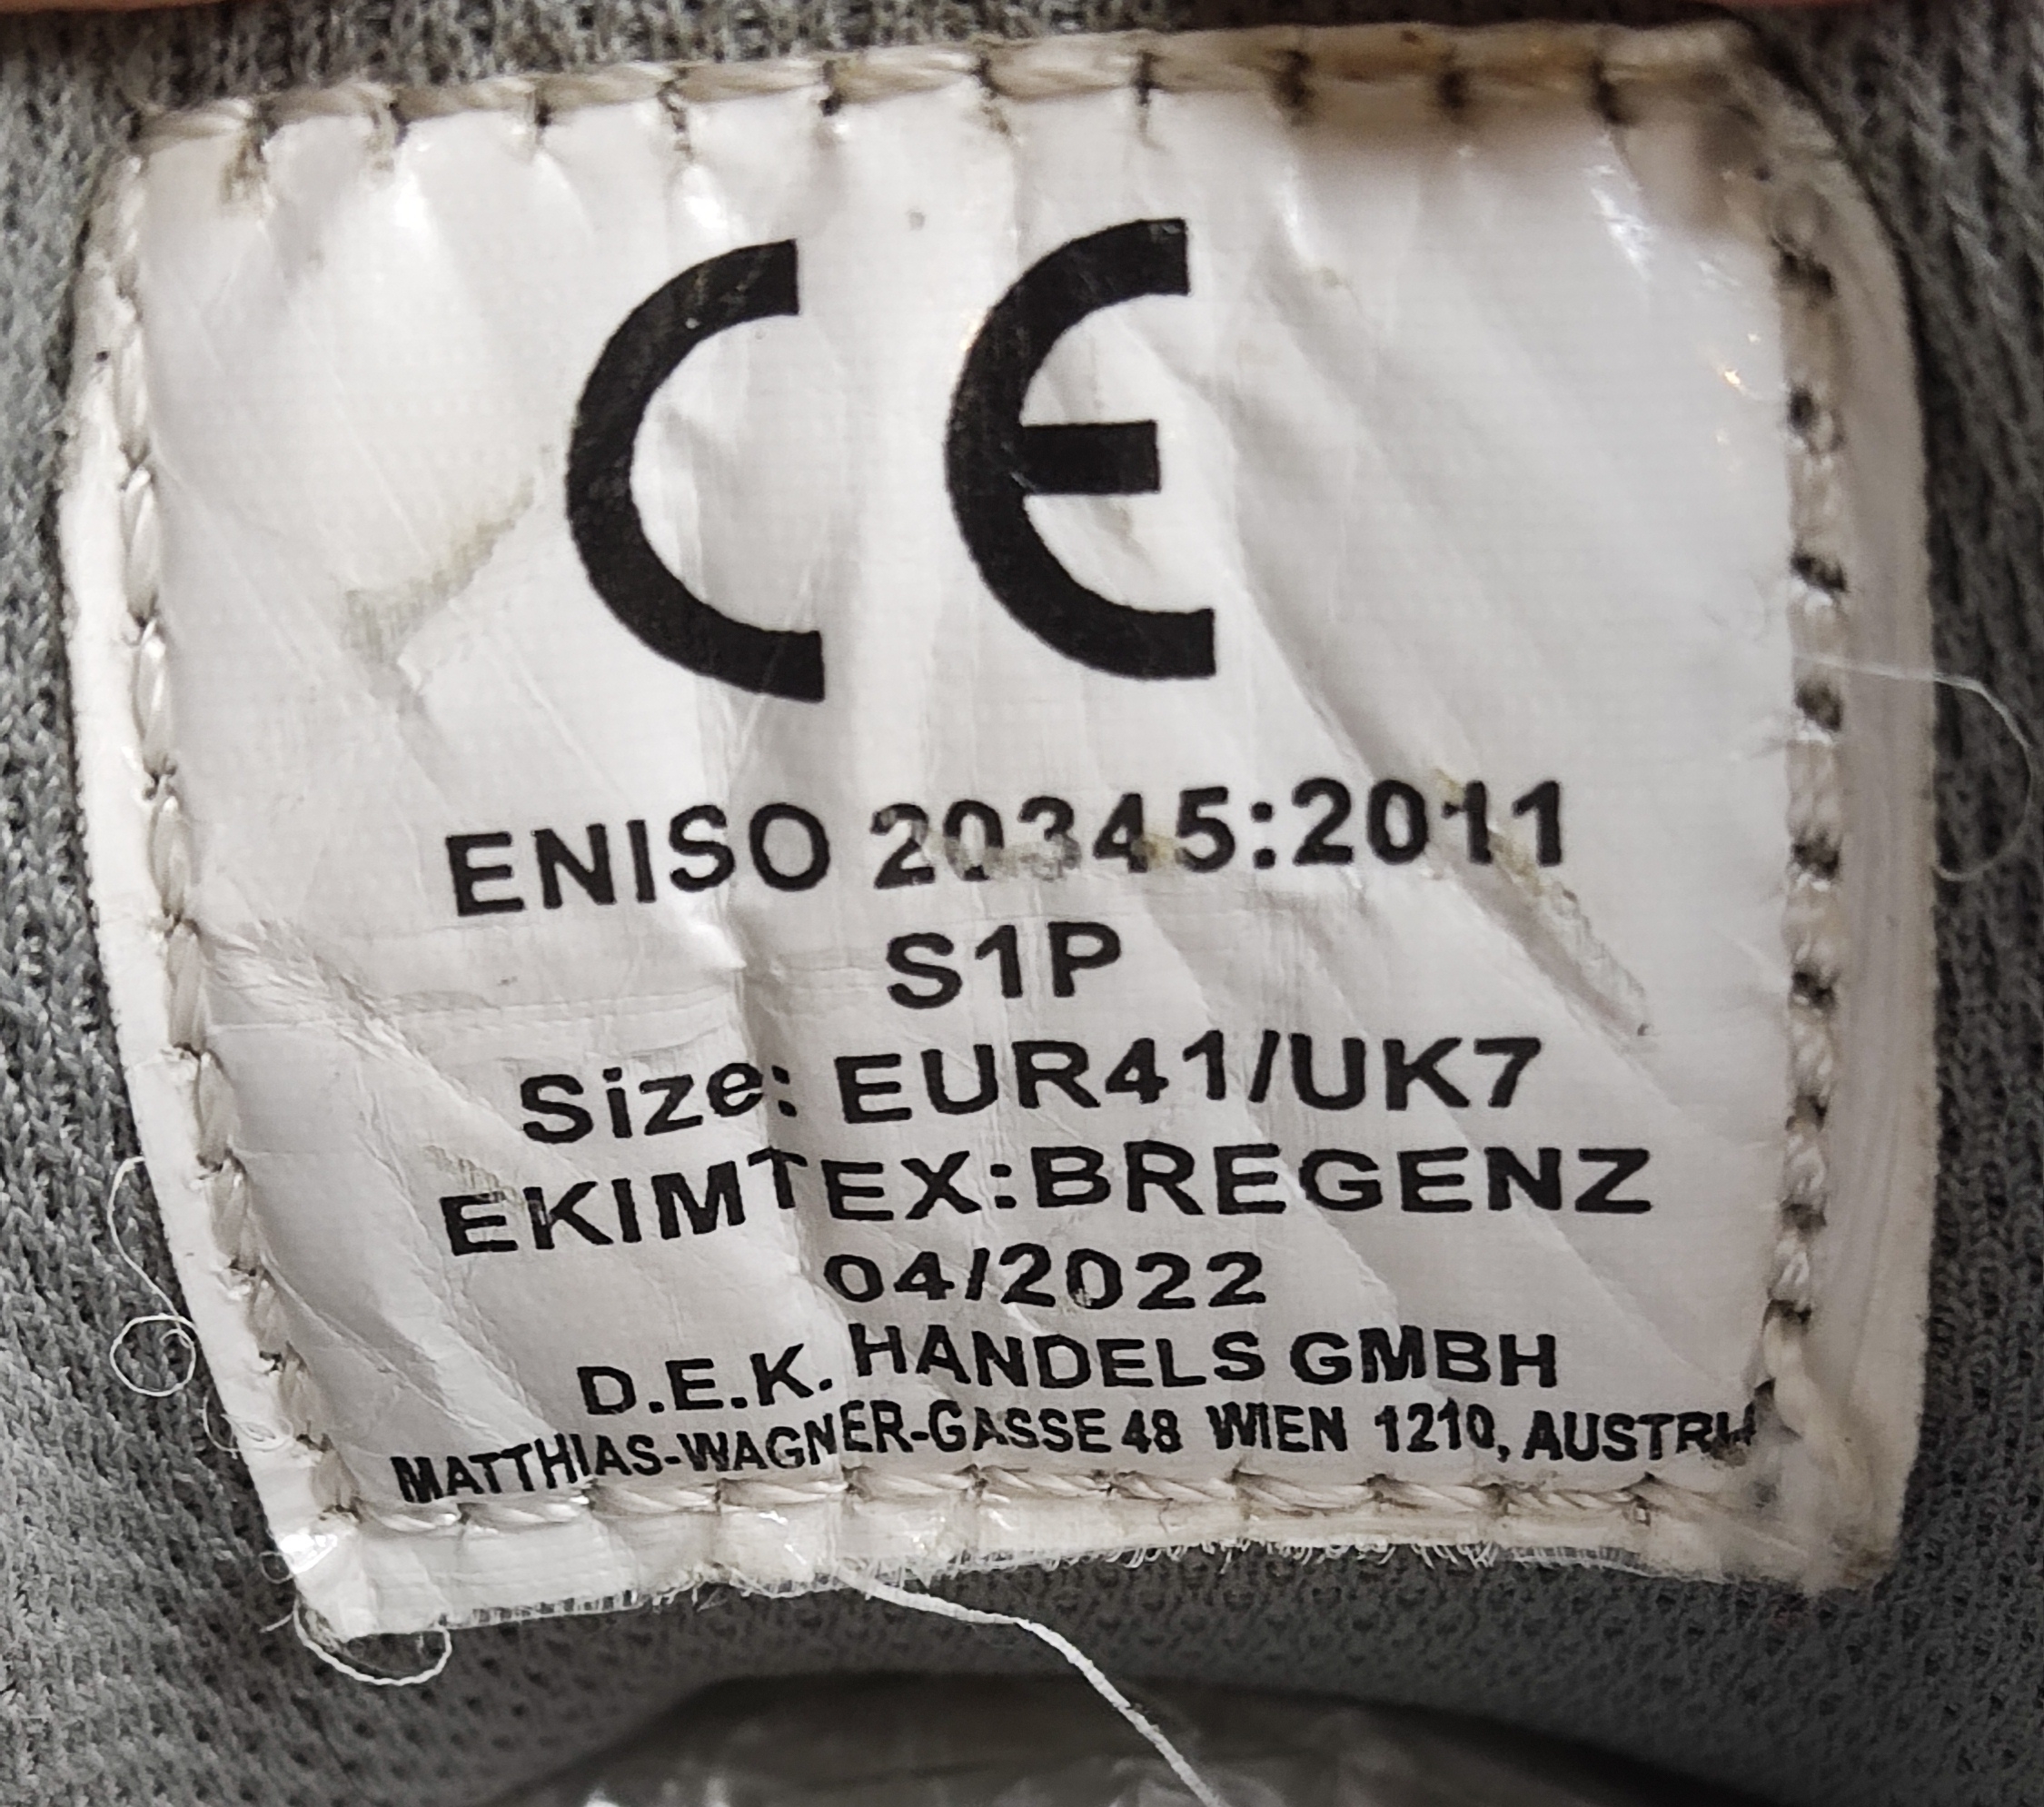 CE
ENISO 20345:2011
S1P
Size: EUR41/UK7
EKIMTEX:BREGENZ
04/2022
D.E.K. HANDELS GMBH
MATTHIAS-WAGNER-GASSE 48 WIEN 1210, AUSTRIA